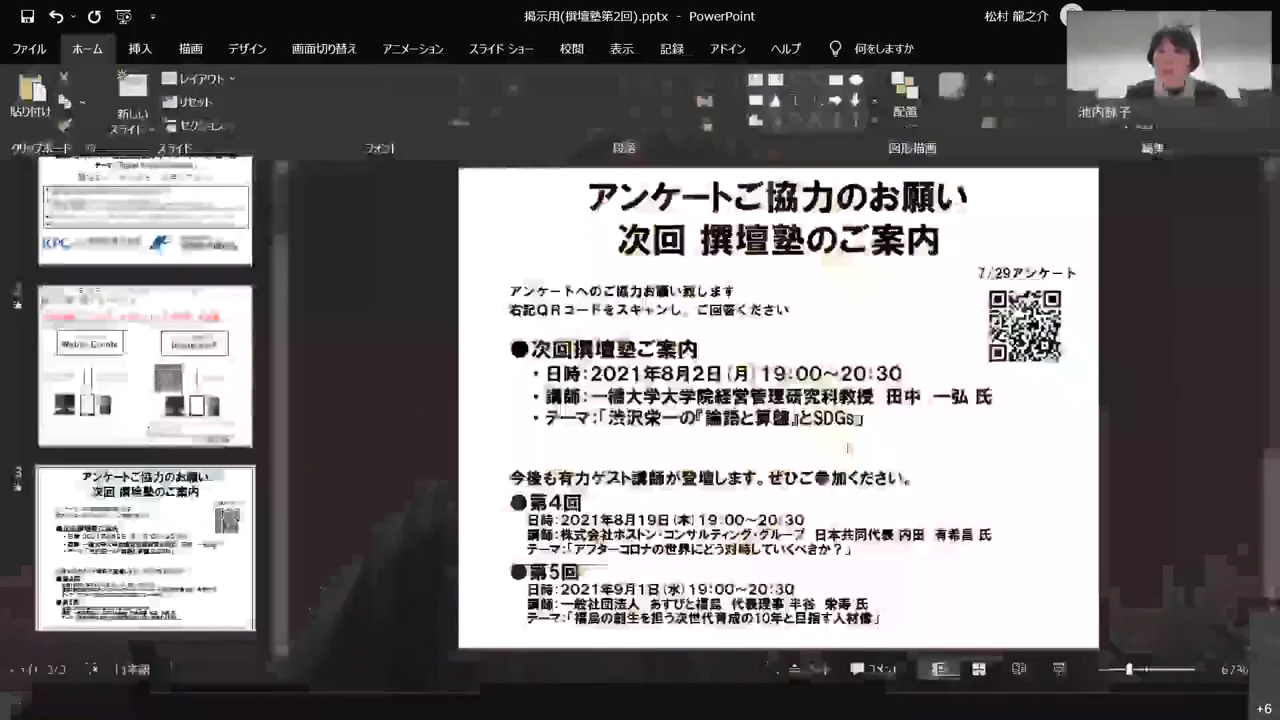 掲示用(撰壇塾第2回).pptx - PowerPoint
松村 龍之介
ファイル ホーム 挿入 描画 デザイン 画面切り替え アニメーション スライド ショー 校閲 表示 記録 アドイン ヘルプ 何をしますか
貼り付け
新しい
スライド
レイアウト
リセット
セクション
配置
池内詠子
クリップボード スライド フォント 段落 図形描画 編集
アンケートご協力のお願い
次回 撰壇塾のご案内
7/29アンケート
アンケートへのご協力お願い致します
右記QRコードをスキャンし、ご回答ください
●次回撰壇塾ご案内
・日時:2021年8月2日(月)19:00~20:30
・講師:一橋大学大学院経営管理研究科教授 田中 一弘 氏
・テーマ:「渋沢栄一の『論語と算盤』とSDGs」
今後も有力ゲスト講師が登壇します。ぜひご参加ください。
●第4回
日時:2021年8月19日(木)19:00~20:30
講師:株式会社ボストン・コンサルティング・グループ 日本共同代表 内田 有希昌 氏
テーマ:「アフターコロナの世界にどう対峙していくべきか?」
●第5回
日時:2021年9月1日(水)19:00~20:30
講師:一般社団法人 あすびと福島 代表理事 半谷 栄寿 氏
テーマ:「福島の創生を担う次世代育成の10年と目指す人材像」
アンケートご協力のお願い
次回 撰壇塾のご案内
3
日本語
コメント
+6